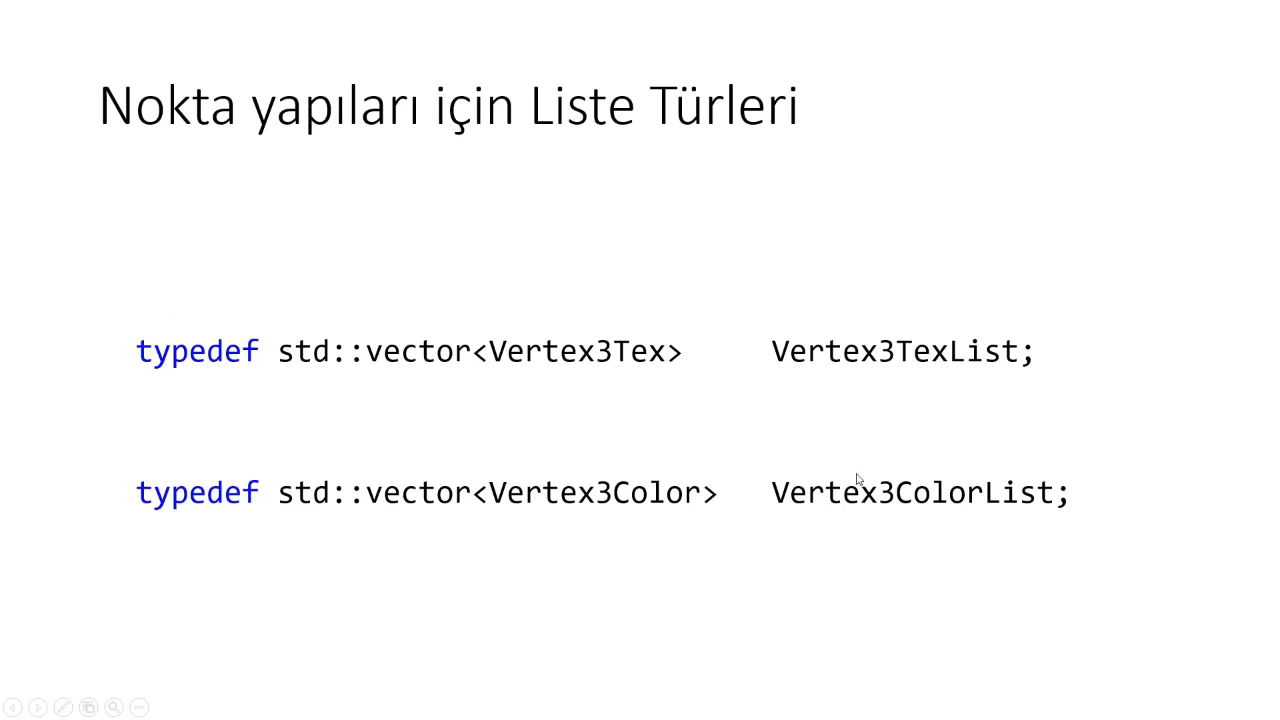 Nokta yapıları için Liste Türleri
typedef std::vector<Vertex3Tex> Vertex3TexList;
typedef std::vector<Vertex3Color> Vertex3ColorList;